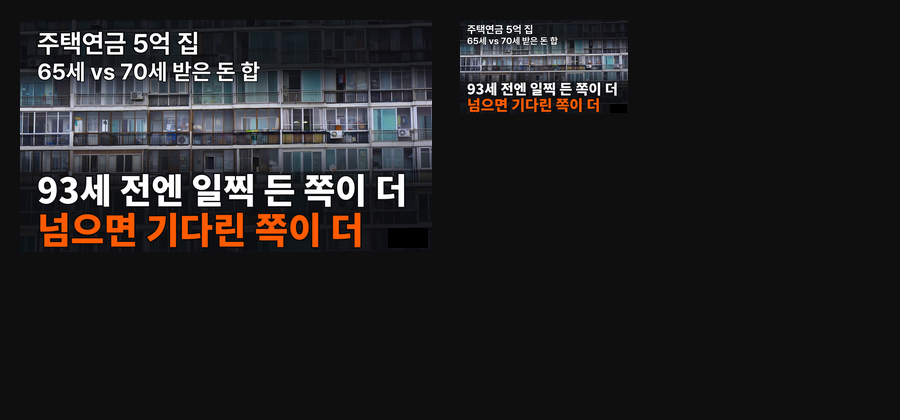 주택연금 5억 집
65세 vs 70세 받은 돈 합
93세 전엔 일찍 든 쪽이 더
넘으면 기다린 쪽이 더
주택연금 5억 집
65세 vs 70세 받은 돈 합
93세 전엔 일찍 든 쪽이 더
넘으면 기다린 쪽이 더